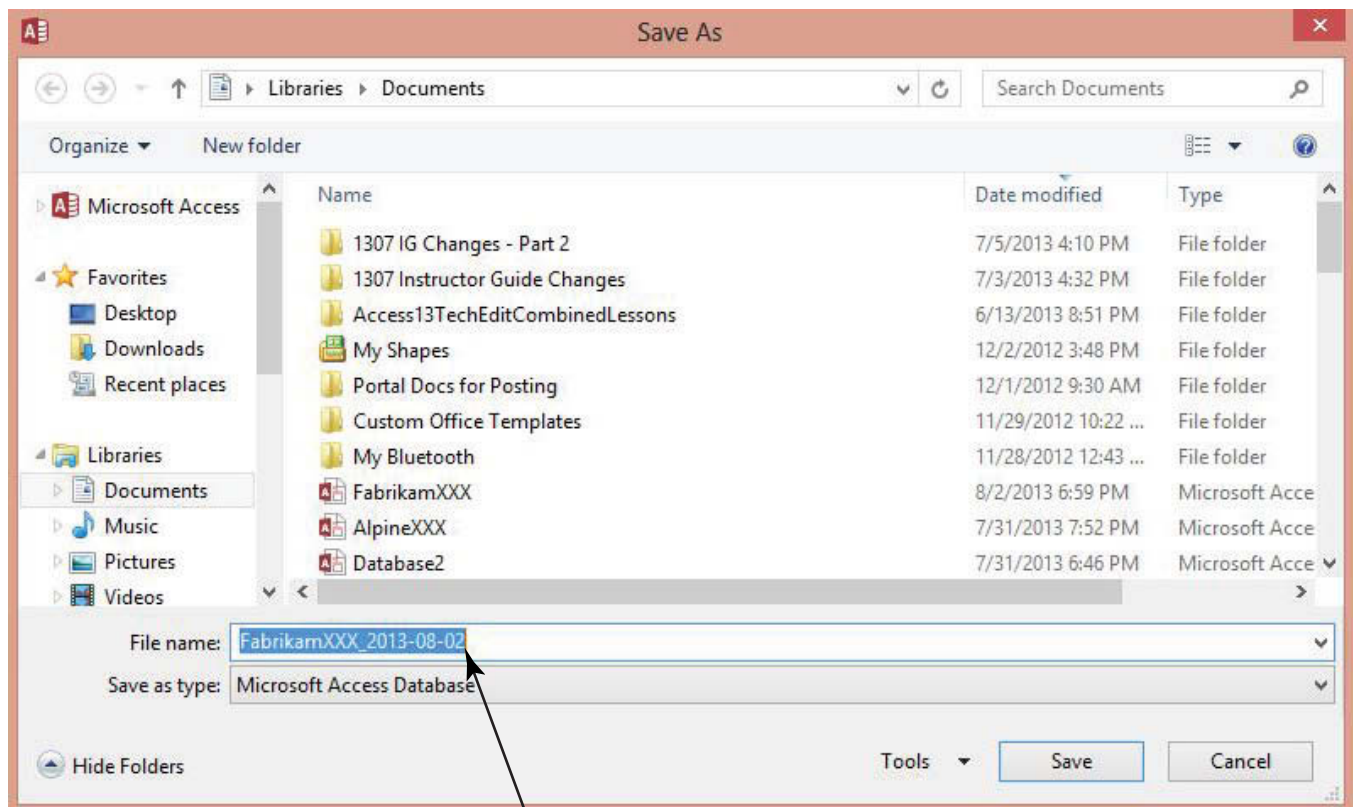 Save As
Libraries Documents Search Documents
Organize New folder
Microsoft Access
Favorites
Desktop
Downloads
Recent places
Libraries
Documents
Music
Pictures
Videos
Name Date modified Type
1307 IG Changes - Part 2 7/5/2013 4:10 PM File folder
1307 Instructor Guide Changes 7/3/2013 4:32 PM File folder
Access13TechEditCombinedLessons 6/13/2013 8:51 PM File folder
My Shapes 12/2/2012 3:48 PM File folder
Portal Docs for Posting 12/1/2012 9:30 AM File folder
Custom Office Templates 11/29/2012 10:22 ... File folder
My Bluetooth 11/28/2012 12:43 ... File folder
FabrikamXXX 8/2/2013 6:59 PM Microsoft Acce
AlpineXXX 7/31/2013 7:52 PM Microsoft Acce
Database2 7/31/2013 6:46 PM Microsoft Acce
File name: FabrikamXXX_2013-08-02
Save as type: Microsoft Access Database
Hide Folders Tools Save Cancel